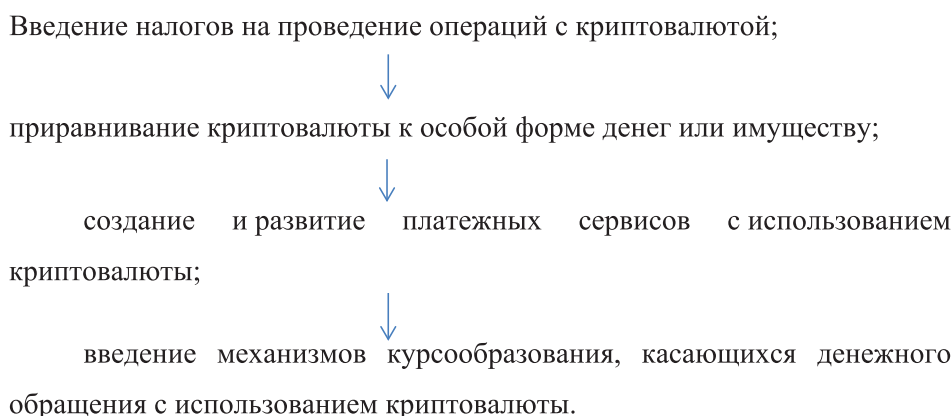 Введение налогов на проведение операций с криптовалютой;
приравнивание криптовалюты к особой форме денег или имуществу;
создание и развитие платежных сервисов с использованием
криптовалюты;
введение механизмов курсообразования, касающихся денежного
обращения с использованием криптовалюты.